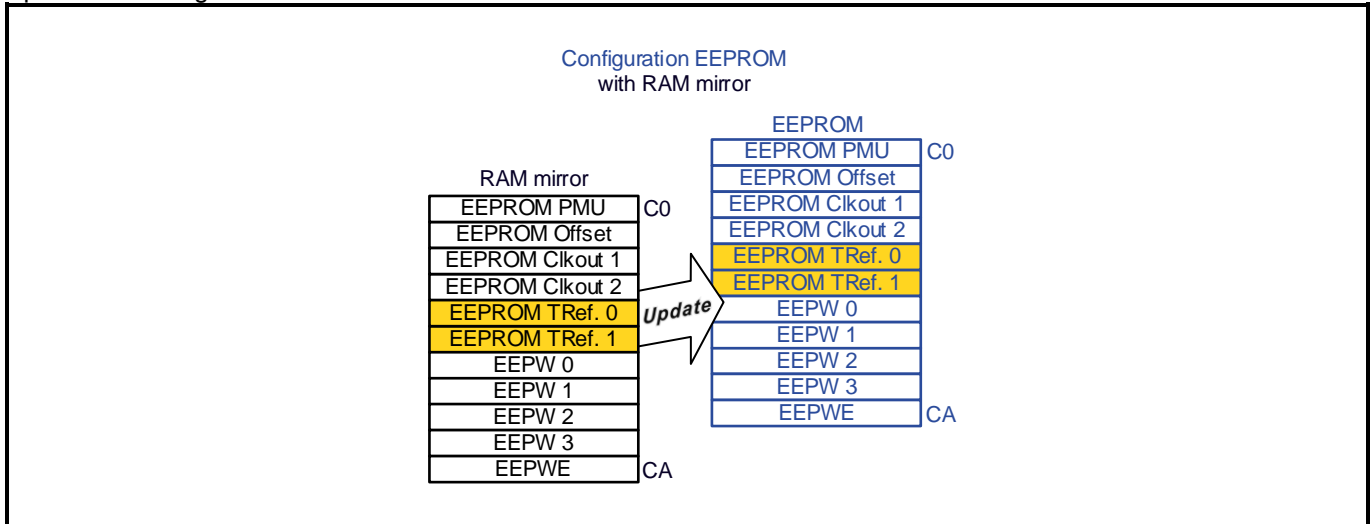 Configuration EEPROM
with RAM mirror
EEPROM
EEPROM PMU C0
EEPROM Offset
EEPROM Clkout 1
EEPROM Clkout 2
EEPROM TRef. 0
EEPROM TRef. 1
EEPW 0
EEPW 1
EEPW 2
EEPW 3
EEPWE CA
RAM mirror
EEPROM PMU C0
EEPROM Offset
EEPROM Clkout 1
EEPROM Clkout 2
EEPROM TRef. 0
EEPROM TRef. 1
EEPW 0
EEPW 1
EEPW 2
EEPW 3
EEPWE CA
Update